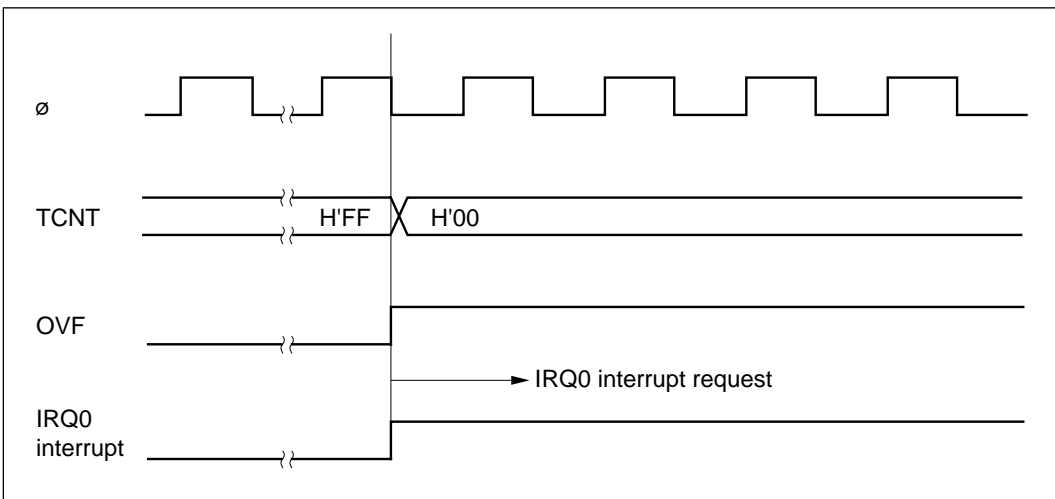 ø
TCNT
H'FF
H'00
OVF
IRQ0 interrupt request
IRQ0
interrupt